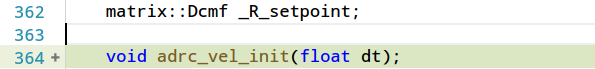 362 matrix::Dcmf _R_setpoint;
363
364 + void adrc_vel_init(float dt);